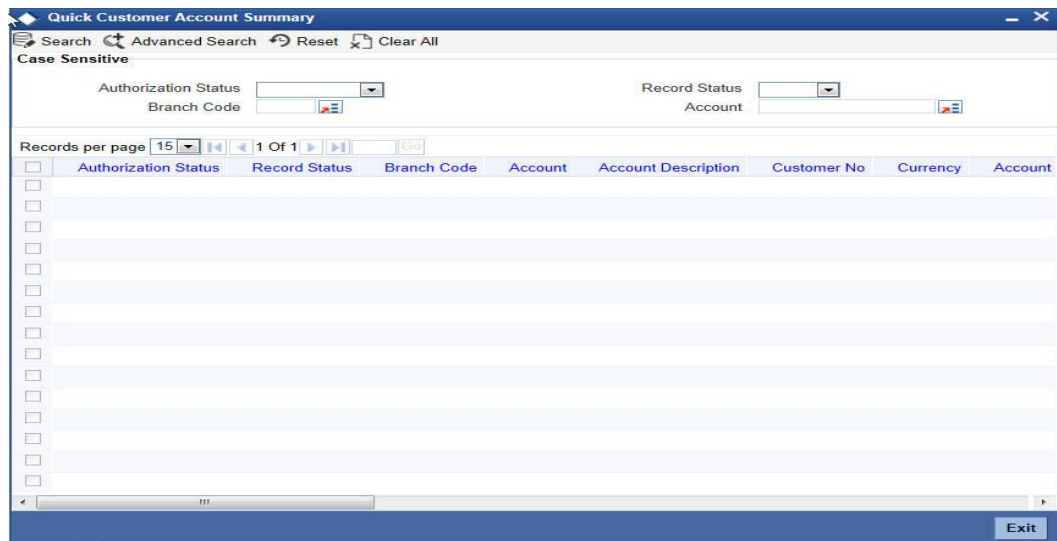 Quick Customer Account Summary
Search Advanced Search Reset Clear All
Case Sensitive
Authorization Status Record Status
Branch Code Account
Records per page 15 1 Of 1 Go
Authorization Status Record Status Branch Code Account Account Description Customer No Currency Account
Exit